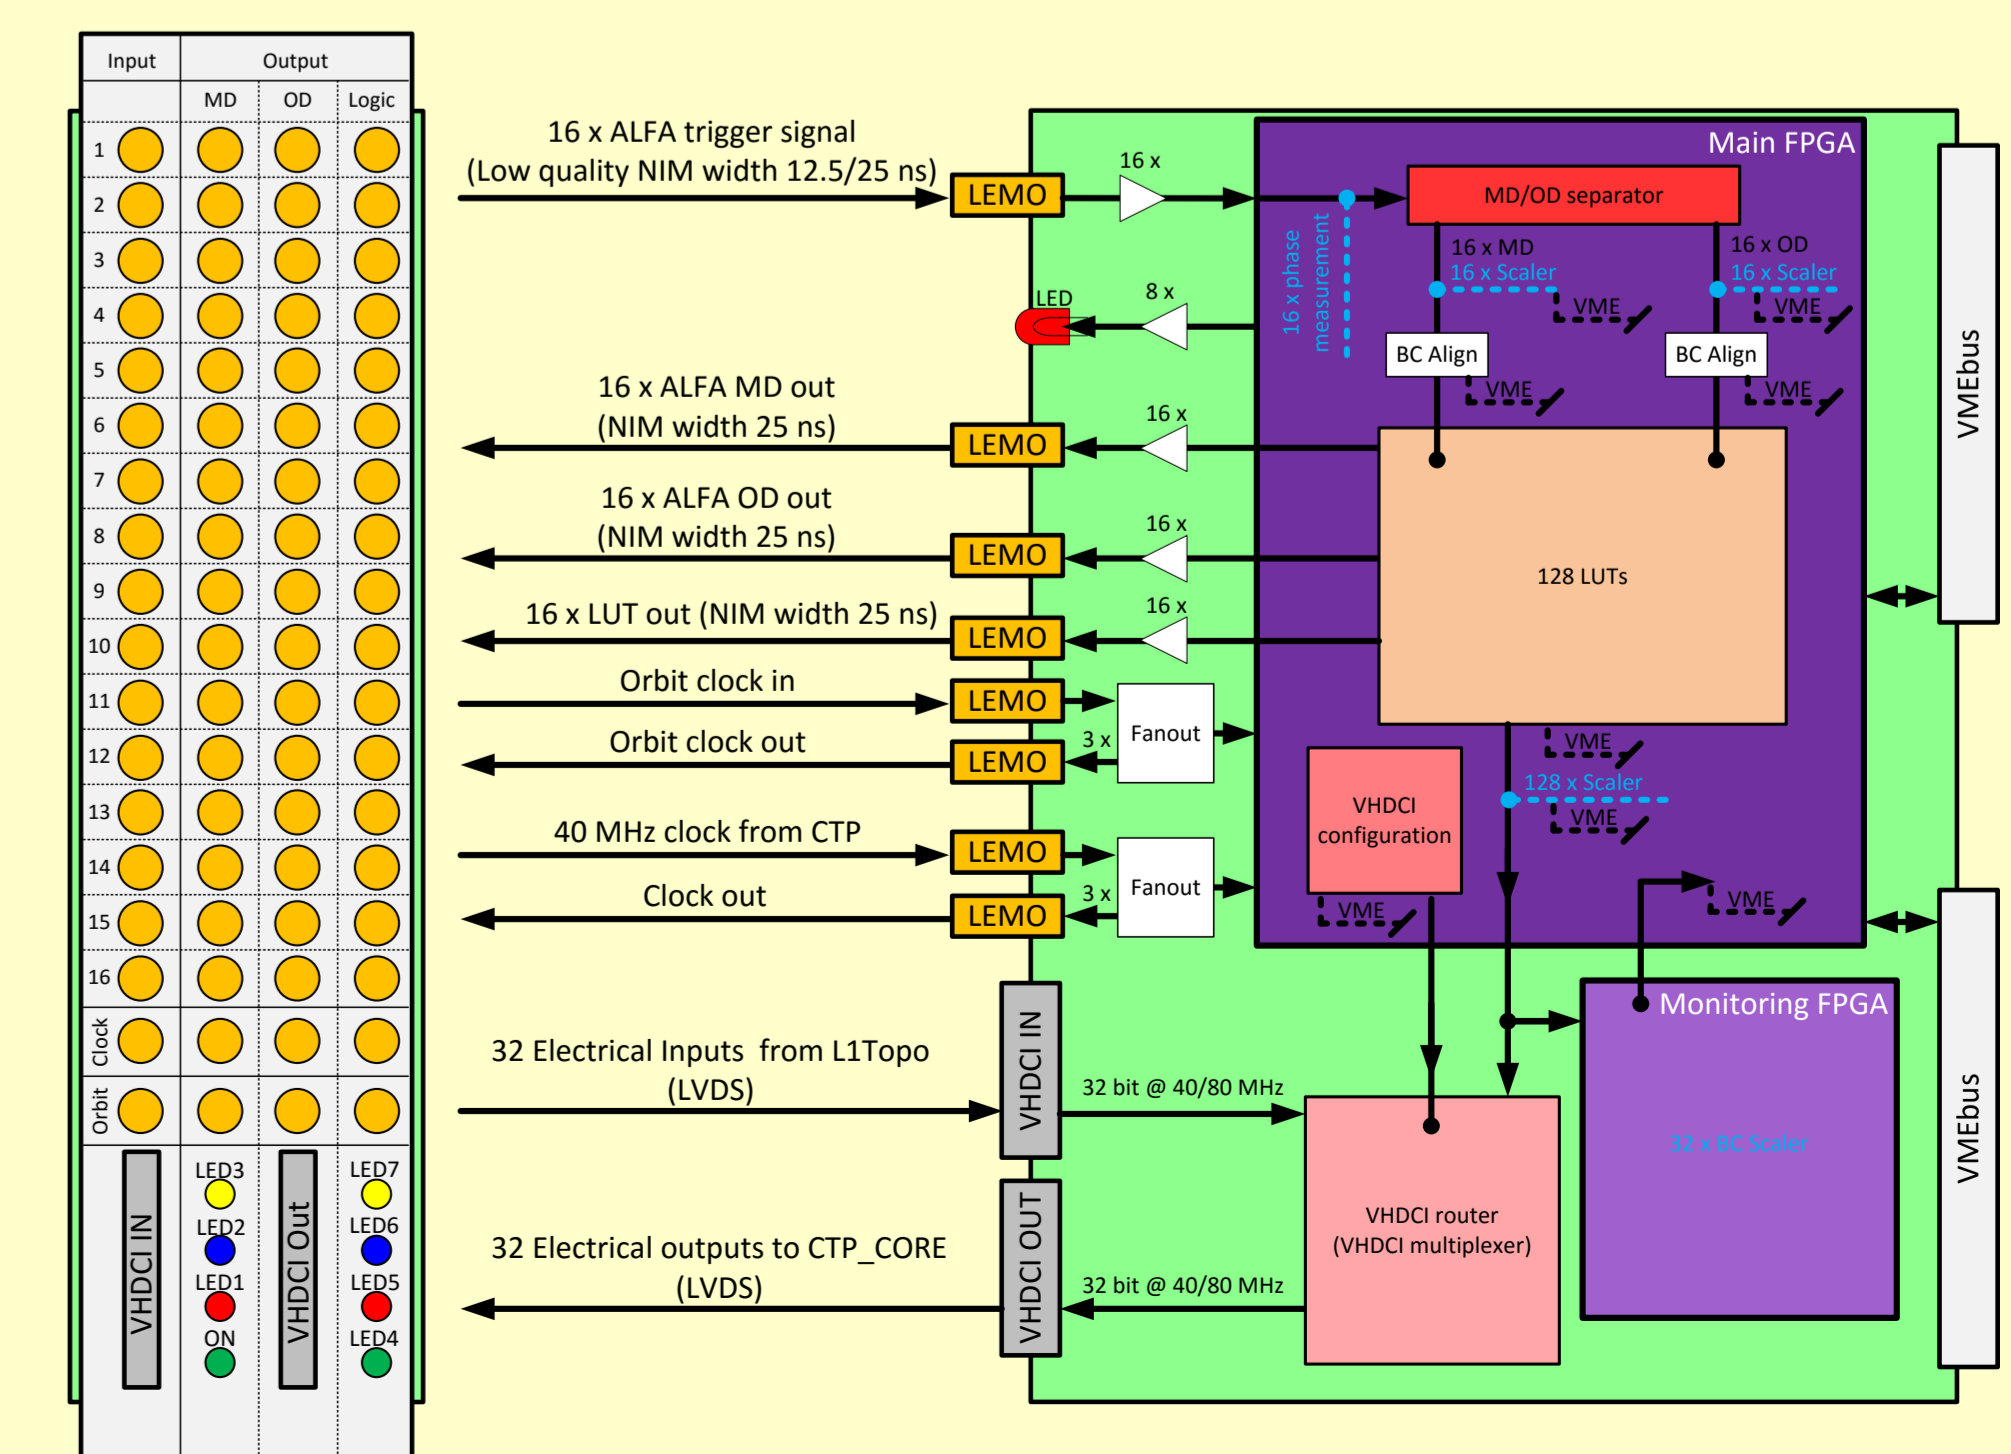 Input
Output
MD
OD
Logic
1
2
3
4
5
6
7
8
9
10
11
12
13
14
15
16
Clock
Orbit
VHDCI IN
LED3
LED2
LED1
ON
VHDCI Out
LED7
LED6
LED5
LED4
16 x ALFA trigger signal
(Low quality NIM width 12.5/25 ns)
16 x ALFA MD out
(NIM width 25 ns)
16 x ALFA OD out
(NIM width 25 ns)
16 x LUT out (NIM width 25 ns)
Orbit clock in
Orbit clock out
40 MHz clock from CTP
Clock out
32 Electrical Inputs  from L1Topo
(LVDS)
32 Electrical outputs to CTP_CORE
(LVDS)
LEMO
LED
LEMO
LEMO
LEMO
LEMO
LEMO
LEMO
LEMO
VHDCI IN
VHDCI OUT
16 x
8 x
16 x
16 x
16 x
3 x
Fanout
3 x
Fanout
32 bit @ 40/80 MHz
32 bit @ 40/80 MHz
Main FPGA
MD/OD separator
16 x phase
measurement
16 x MD
16 x Scaler
VME
16 x OD
16 x Scaler
VME
BC Align
VME
BC Align
VME
128 LUTs
VME
128 x Scaler
VME
VHDCI
configuration
VME
VME
Monitoring FPGA
32 x BC Scaler
VHDCI router
(VHDCI multiplexer)
VMEbus
VMEbus